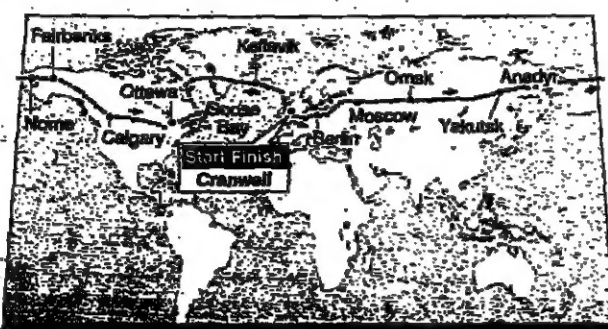 Fairbanks
Keflavik
Omsk
Anadyr
Ottawa
Goose
Bay
Moscow
Nome
Calgary
Berlin
Yakutsk
Start Finish
Cranwell